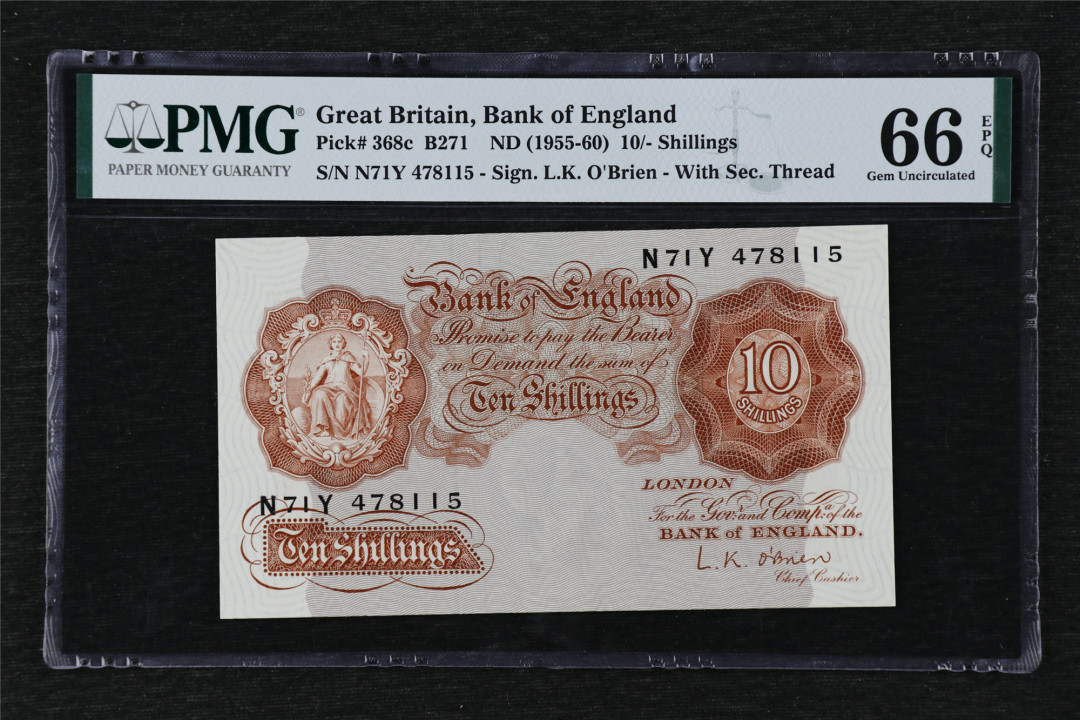 PMG®
PAPER MONEY GUARANTY
Great Britain, Bank of England
Pick# 368c B271 ND (1955-60) 10/- Shillings
S/N N71Y 478115 - Sign. L.K. O'Brien - With Sec. Thread
66
EPQ
Gem Uncirculated
N71Y 478115
Bank of England
Promise to pay the Bearer
on Demand the sum of
Ten Shillings
10
SHILLINGS
N71Y 478115
Ten Shillings
LONDON
For the Govr. and Compa. of the
BANK OF ENGLAND.
L. K. O'Brien
Chief Cashier